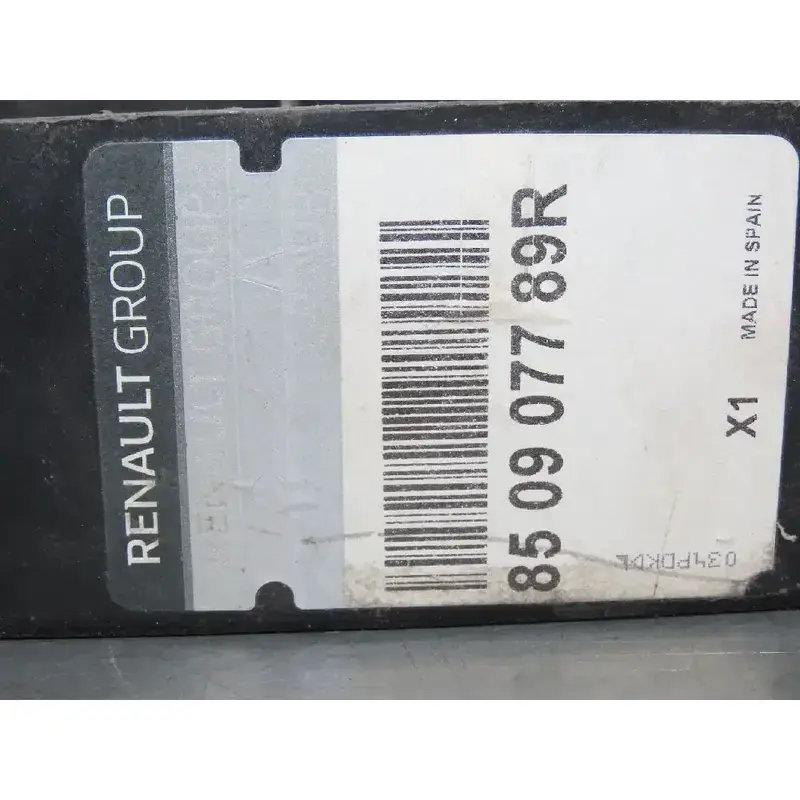 RENAULT GROUP
85 09 077 89R
X1
MADE IN SPAIN